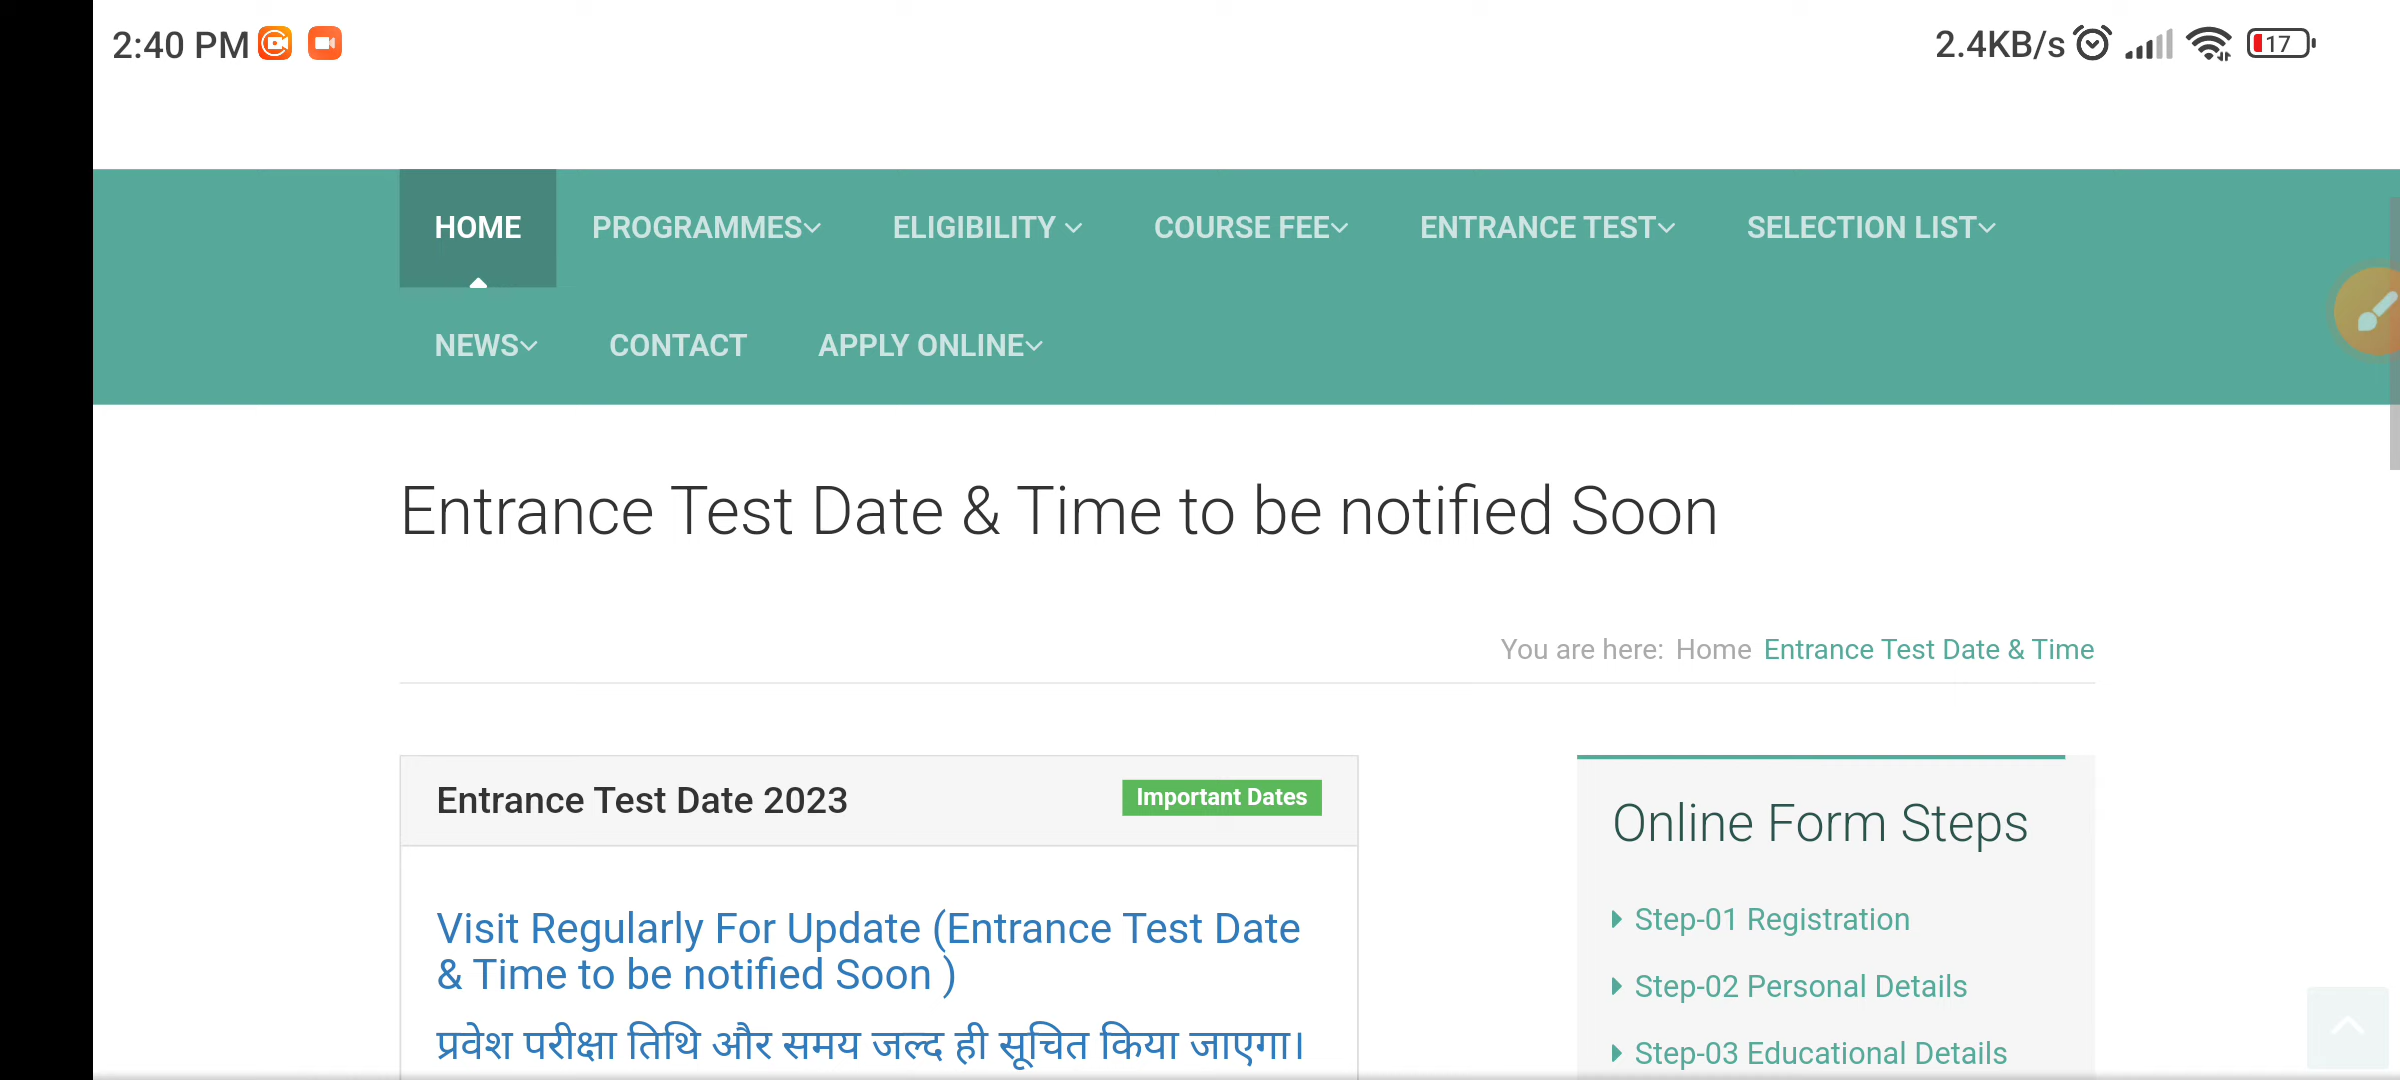 2:40 PM
2.4KB/s
17
HOME PROGRAMMES ELIGIBILITY COURSE FEE ENTRANCE TEST SELECTION LIST
NEWS CONTACT APPLY ONLINE
Entrance Test Date & Time to be notified Soon
You are here: Home Entrance Test Date & Time
Entrance Test Date 2023
Important Dates
Visit Regularly For Update (Entrance Test Date
& Time to be notified Soon )
प्रवेश परीक्षा तिथि और समय जल्द ही सूचित किया जाएगा।
Online Form Steps
Step-01 Registration
Step-02 Personal Details
Step-03 Educational Details